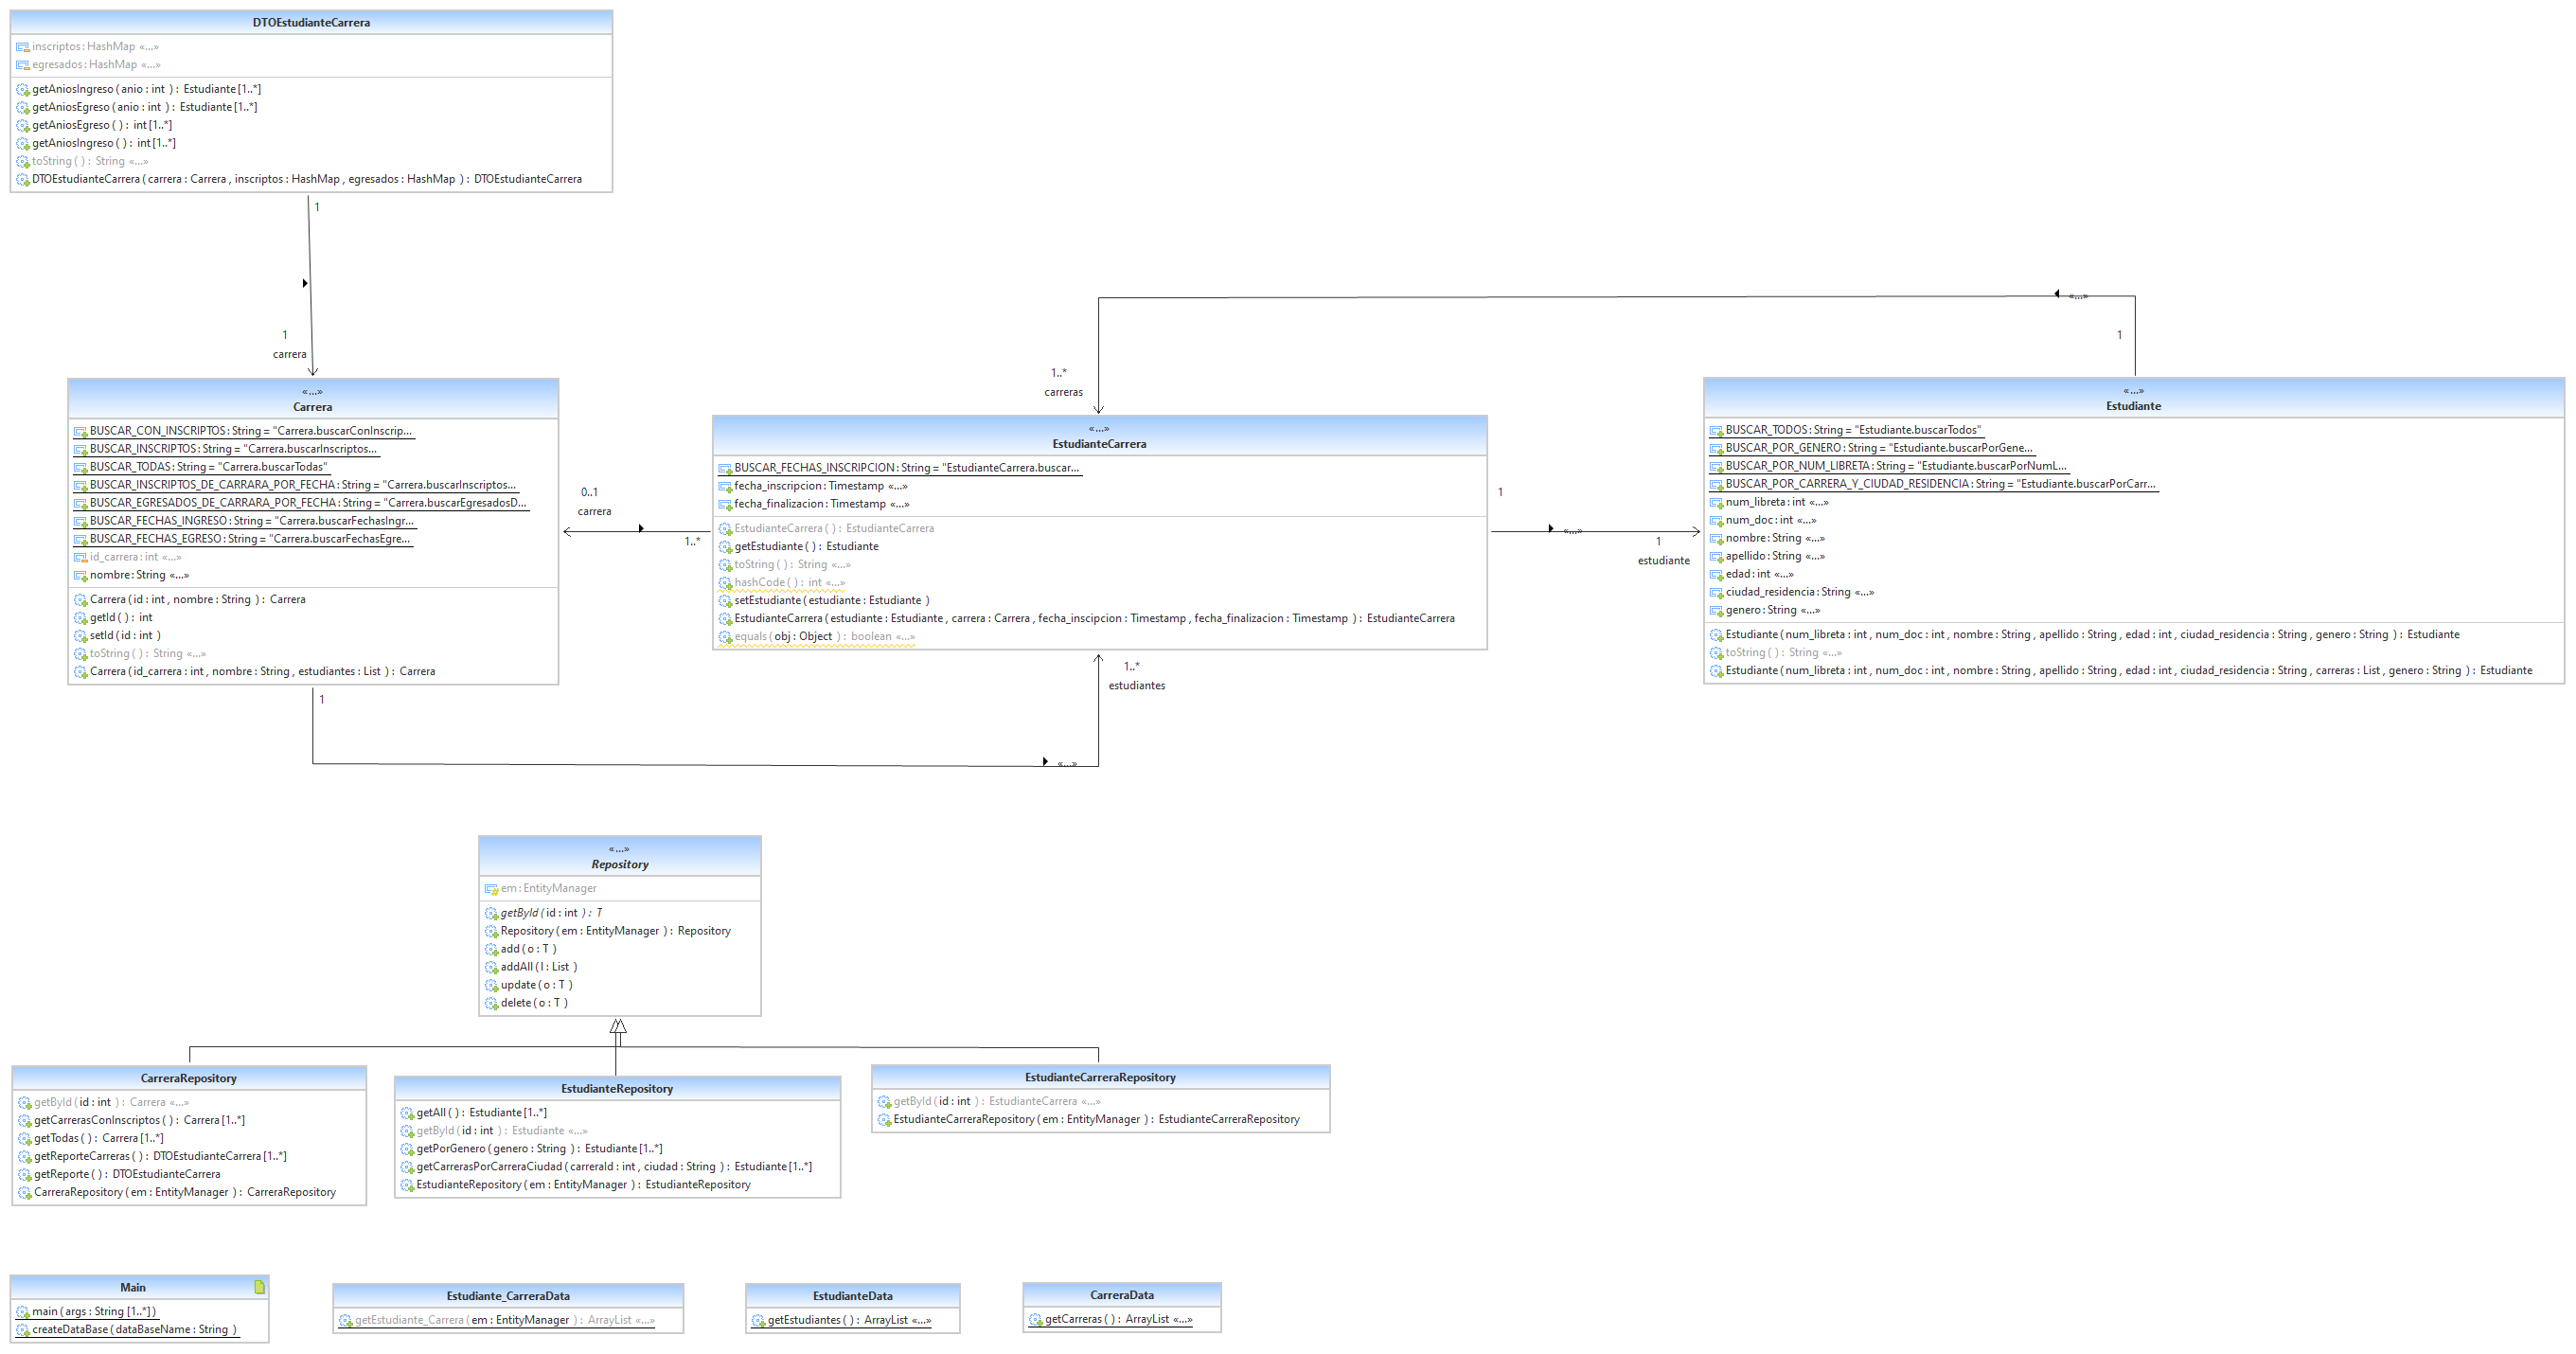 DTOEstudianteCarrera
inscriptos: HashMap «...»
egresados: HashMap «...»
getAniosIngreso ( anio : int ) : Estudiante [1..*]
getAniosEgreso ( anio : int ) : Estudiante [1..*]
getAniosEgreso ( ) : int [1..*]
getAniosIngreso ( ) : int [1..*]
toString ( ) : String «...»
DTOEstudianteCarrera ( carrera : Carrera , inscriptos : HashMap , egresados : HashMap ) : DTOEstudianteCarrera
1
1
carrera
«...»
Carrera
BUSCAR_CON_INSCRIPTOS: String = "Carrera.buscarConInscrip...
BUSCAR_INSCRIPTOS: String = "Carrera.buscarInscriptos...
BUSCAR_TODAS: String = "Carrera.buscarTodas"
BUSCAR_INSCRIPTOS_DE_CARRARA_POR_FECHA: String = "Carrera.buscarInscriptos...
BUSCAR_EGRESADOS_DE_CARRARA_POR_FECHA: String = "Carrera.buscarEgresadosD...
BUSCAR_FECHAS_INGRESO: String = "Carrera.buscarFechasIngr...
BUSCAR_FECHAS_EGRESO: String = "Carrera.buscarFechasEgre...
id_carrera: int «...»
nombre: String «...»
Carrera ( id : int , nombre : String ) : Carrera
getId ( ) : int
setId ( id : int )
toString ( ) : String «...»
Carrera ( id_carrera : int , nombre : String , estudiantes : List ) : Carrera
0..1
carrera
1..*
«...»
1
1..*
carreras
«...»
EstudianteCarrera
BUSCAR_FECHAS_INSCRIPCION: String = "EstudianteCarrera.buscar...
fecha_inscripcion: Timestamp «...»
fecha_finalizacion: Timestamp «...»
EstudianteCarrera ( ) : EstudianteCarrera
getEstudiante ( ) : Estudiante
toString ( ) : String «...»
hashCode ( ) : int «...»
setEstudiante ( estudiante : Estudiante )
EstudianteCarrera ( estudiante : Estudiante , carrera : Carrera , fecha_inscipcion : Timestamp , fecha_finalizacion : Timestamp ) : EstudianteCarrera
equals ( obj : Object ) : boolean «...»
1
«...»
1
estudiante
«...»
Estudiante
BUSCAR_TODOS: String = "Estudiante.buscarTodos"
BUSCAR_POR_GENERO: String = "Estudiante.buscarPorGene...
BUSCAR_POR_NUM_LIBRETA: String = "Estudiante.buscarPorNumL...
BUSCAR_POR_CARRERA_Y_CIUDAD_RESIDENCIA: String = "Estudiante.buscarPorCarr...
num_libreta: int «...»
num_doc: int «...»
nombre: String «...»
apellido: String «...»
edad: int «...»
ciudad_residencia: String «...»
genero: String «...»
Estudiante ( num_libreta : int , num_doc : int , nombre : String , apellido : String , edad : int , ciudad_residencia : String , genero : String ) : Estudiante
toString ( ) : String «...»
Estudiante ( num_libreta : int , num_doc : int , nombre : String , apellido : String , edad : int , ciudad_residencia : String , carreras : List , genero : String ) : Estudiante
1..*
estudiantes
1
«...»
«...»
Repository
em: EntityManager
getById ( id : int ) : T
Repository ( em : EntityManager ) : Repository
add ( o : T )
addAll ( l : List )
update ( o : T )
delete ( o : T )
CarreraRepository
getById ( id : int ) : Carrera «...»
getCarrerasConInscriptos ( ) : Carrera [1..*]
getTodas ( ) : Carrera [1..*]
getReporteCarreras ( ) : DTOEstudianteCarrera [1..*]
getReporte ( ) : DTOEstudianteCarrera
CarreraRepository ( em : EntityManager ) : CarreraRepository
EstudianteRepository
getAll ( ) : Estudiante [1..*]
getById ( id : int ) : Estudiante «...»
getPorGenero ( genero : String ) : Estudiante [1..*]
getCarrerasPorCarreraCiudad ( carreraId : int , ciudad : String ) : Estudiante [1..*]
EstudianteRepository ( em : EntityManager ) : EstudianteRepository
EstudianteCarreraRepository
getById ( id : int ) : EstudianteCarrera «...»
EstudianteCarreraRepository ( em : EntityManager ) : EstudianteCarreraRepository
Main
main ( args : String [1..*] )
createDataBase ( dataBaseName : String )
Estudiante_CarreraData
getEstudiante_Carrera ( em : EntityManager ) : ArrayList «...»
EstudianteData
getEstudiantes ( ) : ArrayList «...»
CarreraData
getCarreras ( ) : ArrayList «...»